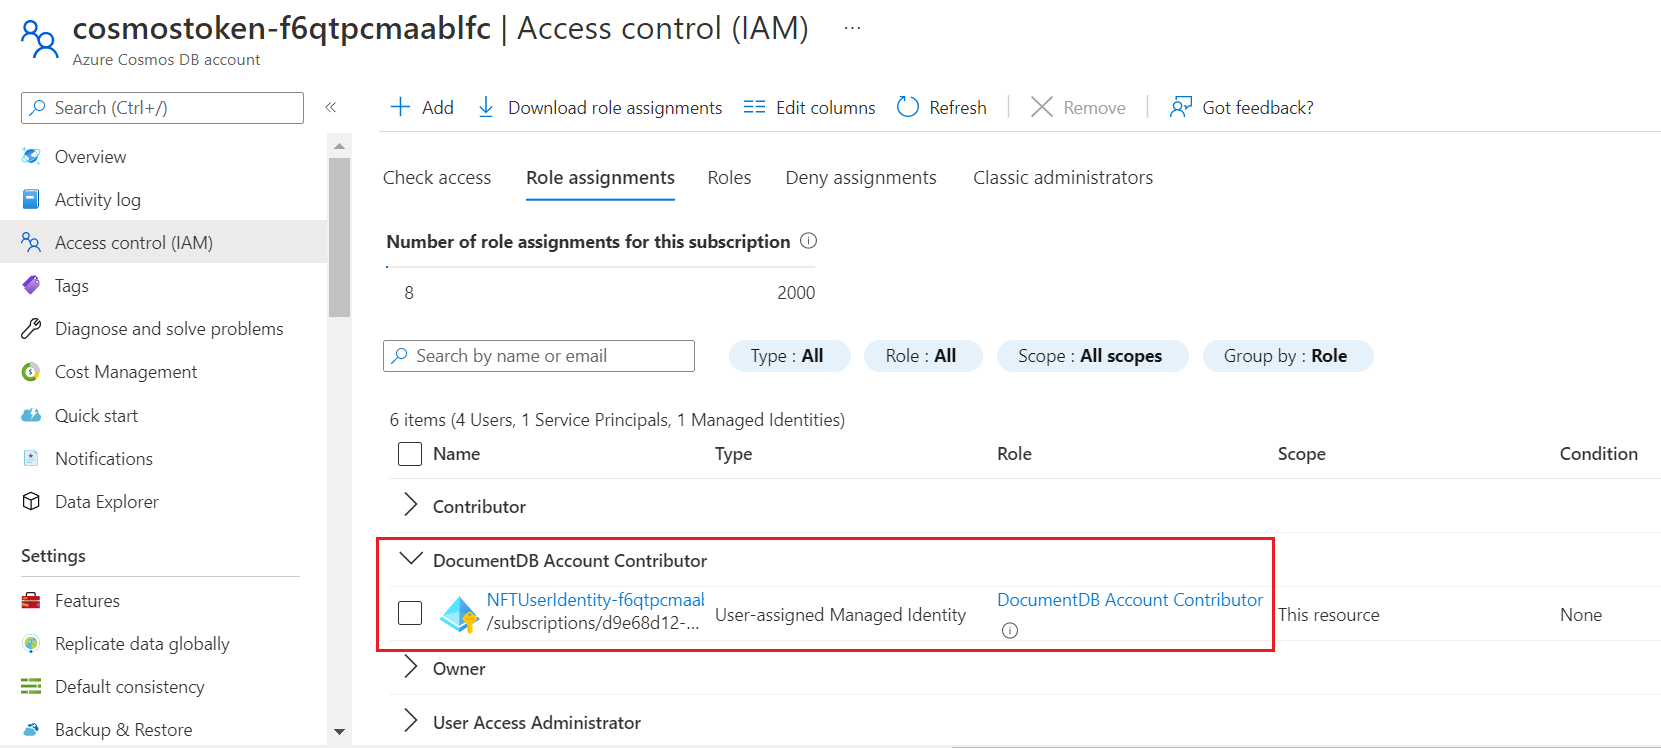 cosmostoken-f6qtpcmaablfc | Access control (IAM) ...
Azure Cosmos DB account
Search (Ctrl+/)
«
Add
Download role assignments
Edit columns
Refresh
Remove
Got feedback?
Overview
Activity log
Access control (IAM)
Tags
Diagnose and solve problems
Cost Management
Quick start
Notifications
Data Explorer
Settings
Features
Replicate data globally
Default consistency
Backup & Restore
Check access
Role assignments
Roles
Deny assignments
Classic administrators
Number of role assignments for this subscription
8
2000
Search by name or email
Type : All
Role : All
Scope : All scopes
Group by : Role
6 items (4 Users, 1 Service Principals, 1 Managed Identities)
Name
Type
Role
Scope
Condition
Contributor
DocumentDB Account Contributor
NFTUserIdentity-f6qtpcmaab
/subscriptions/d9e68d12-...
User-assigned Managed Identity
DocumentDB Account Contributor
This resource
None
Owner
User Access Administrator